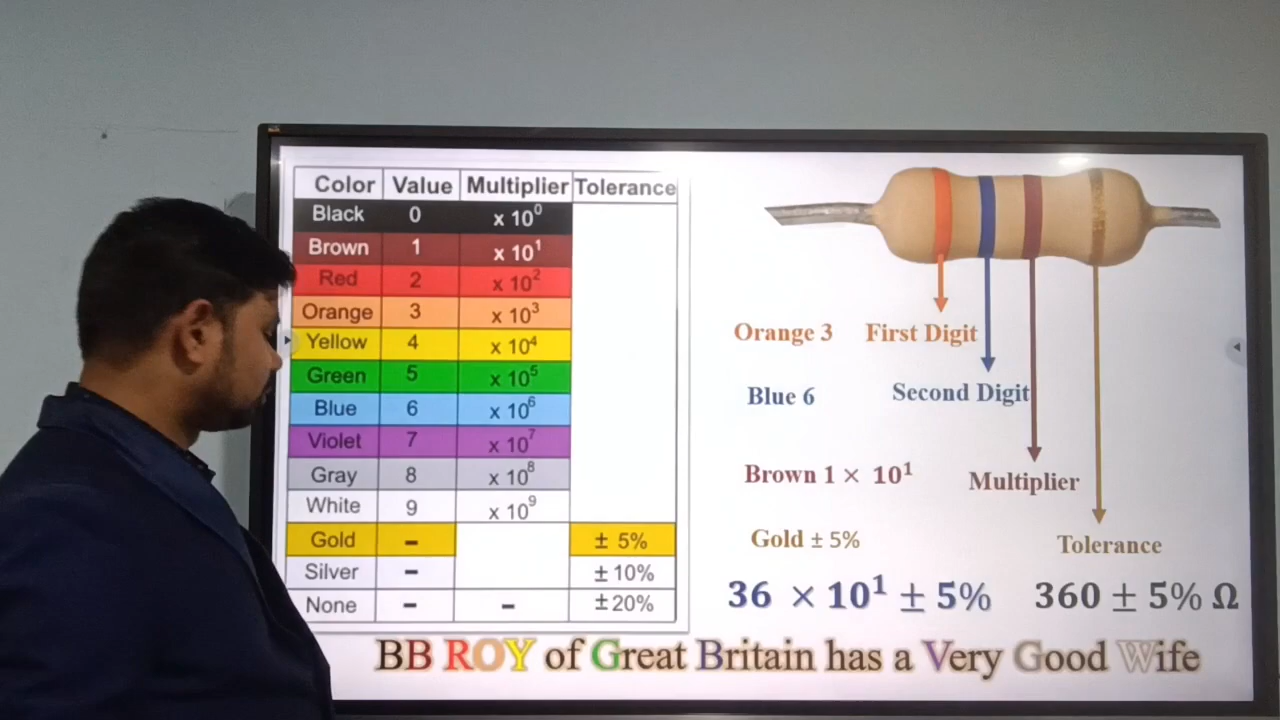 Color Value Multiplier Tolerance
Black 0 x 10⁰
Brown 1 x 10¹
Red 2 x 10²
Orange 3 x 10³
Yellow 4 x 10⁴
Green 5 x 10⁵
Blue 6 x 10⁶
Violet 7 x 10⁷
Gray 8 x 10⁸
White 9 x 10⁹
Gold - ± 5%
Silver - ± 10%
None - - ± 20%
Orange 3 First Digit
Blue 6 Second Digit
Brown 1 × 10¹ Multiplier
Gold ± 5% Tolerance
36 × 10¹ ± 5% 360 ± 5% Ω
BB ROY of Great Britain has a Very Good Wife